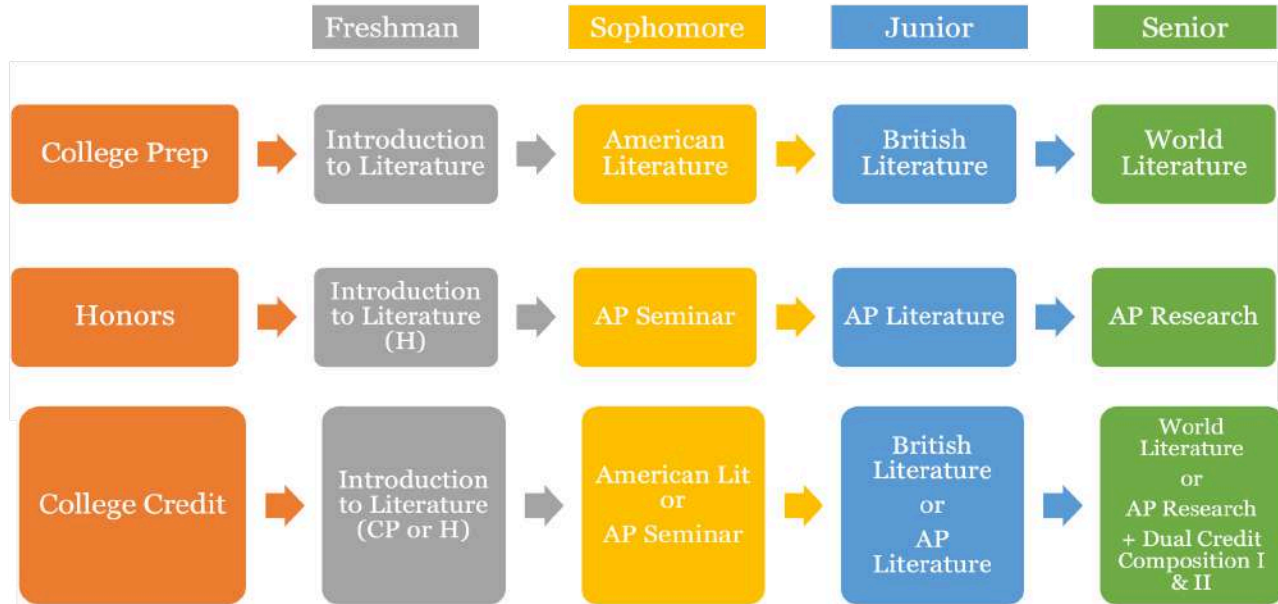 Freshman
Sophomore
Junior
Senior
College Prep
Introduction
to Literature
American
Literature
British
Literature
World
Literature
Honors
Introduction
to Literature
(H)
AP Seminar
AP Literature
AP Research
College Credit
Introduction
to Literature
(CP or H)
American Lit
or
AP Seminar
British
Literature
or
AP
Literature
World
Literature
or
AP Research
+ Dual Credit
Composition I
& II